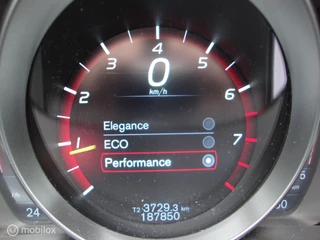 4
3 5
0
km/h
2 6
Elegance
ECO
1 7
Performance
24
T2 3729.3 km
187850
© mobilox